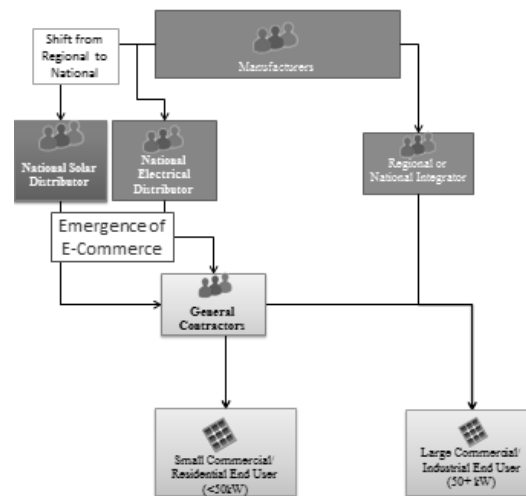 Shift from
Regional to
National
Manufacturers
National Solar
Distributor
National
Electrical
Distributor
Regional or
National Integrator
Emergence of
E-Commerce
General
Contractors
Small Commercial/
Residential End User
(<50kW)
Large Commercial/
Industrial End User
(50+ kW)